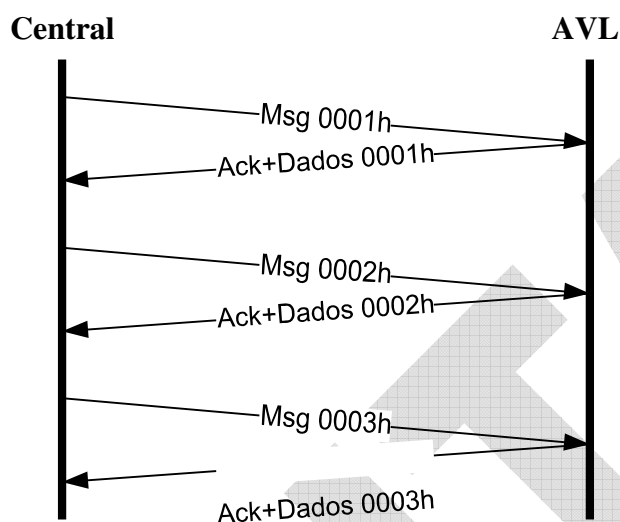 Central AVL
Msg 0001h
Ack+Dados 0001h
Msg 0002h
Ack+Dados 0002h
Msg 0003h
Ack+Dados 0003h